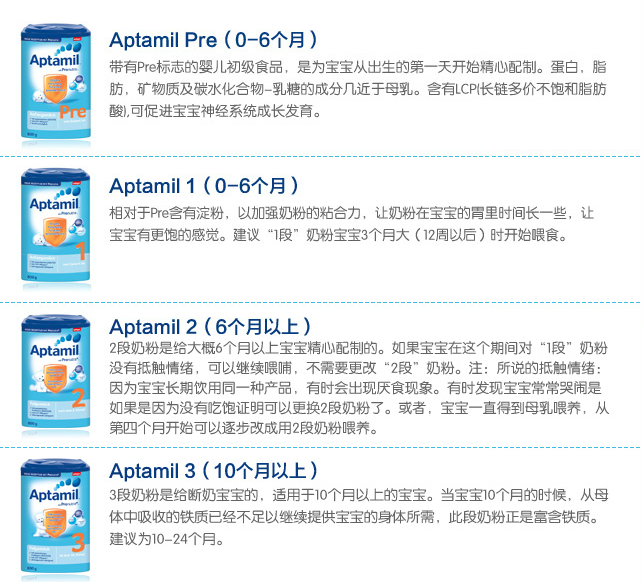 Aptamil Pre（0-6个月）
带有Pre标志的婴儿初级食品，是为宝宝从出生的第一天开始精心配制。蛋白，脂
肪，矿物质及碳水化合物-乳糖的成分几近于母乳。含有LCP(长链多价不饱和脂肪
酸),可促进宝宝神经系统成长发育。
Aptamil
Pre
Aptamil 1（0-6个月）
相对于Pre含有淀粉，以加强奶粉的粘合力，让奶粉在宝宝的胃里时间长一些，让
宝宝有更饱的感觉。建议“1段”奶粉宝宝3个月大（12周以后）时开始喂食。
Aptamil
1
Aptamil 2（6个月以上）
2段奶粉是给大概6个月以上宝宝精心配制的。如果宝宝在这个期间对“1段”奶粉
没有抵触情绪，可以继续喂哺，不需要更改“2段”奶粉。注：所说的抵触情绪：
因为宝宝长期饮用同一种产品，有时会出现厌食现象。有时发现宝宝常常哭闹是
如果是因为没有吃饱证明可以更换2段奶粉了。或者，宝宝一直得到母乳喂养，从
第四个月开始可以逐步改成用2段奶粉喂养。
Aptamil
2
Aptamil 3（10个月以上）
3段奶粉是给断奶宝宝的，适用于10个月以上的宝宝。当宝宝10个月的时候，从母
体中吸收的铁质已经不足以继续提供宝宝的身体所需，此段奶粉正是富含铁质。
建议为10-24个月。
Aptamil
3